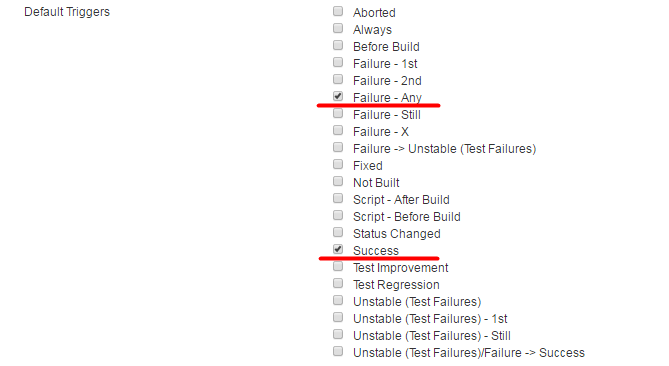 Default Triggers
Aborted
Always
Before Build
Failure - 1st
Failure - 2nd
Failure - Any
Failure - Still
Failure - X
Failure -> Unstable (Test Failures)
Fixed
Not Built
Script - After Build
Script - Before Build
Status Changed
Success
Test Improvement
Test Regression
Unstable (Test Failures)
Unstable (Test Failures) - 1st
Unstable (Test Failures) - Still
Unstable (Test Failures)/Failure -> Success